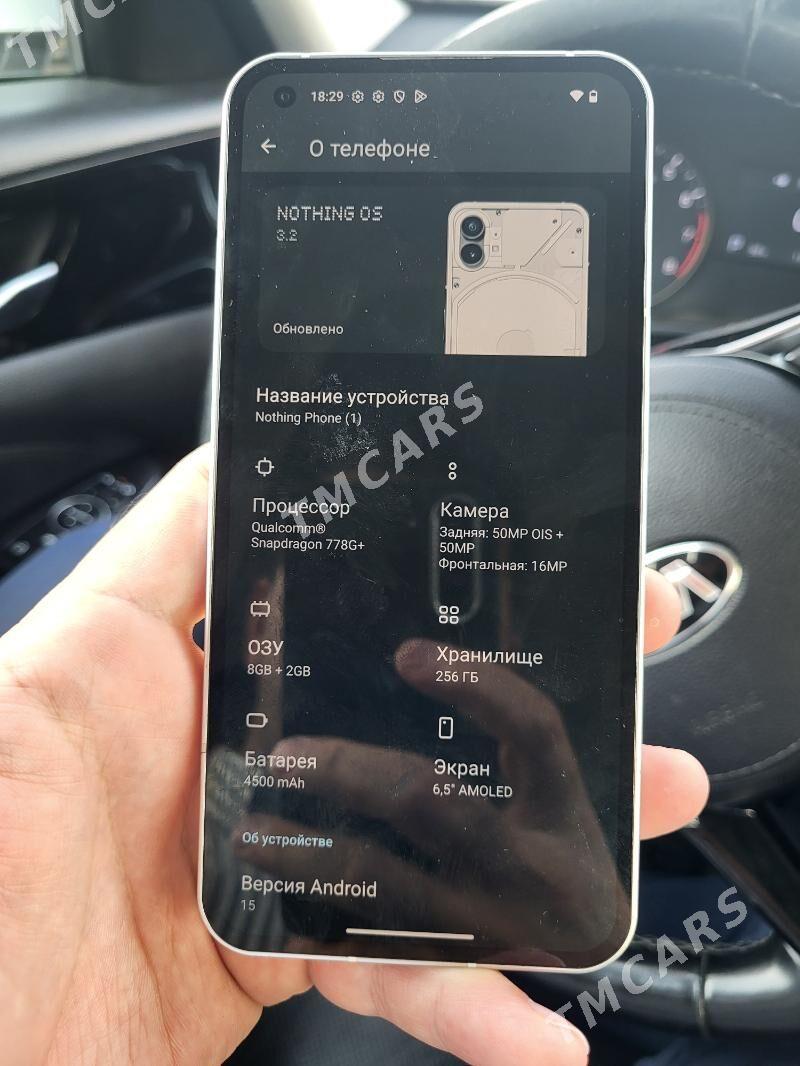 TMCARS
18:29
О телефоне
NOTHING OS
3.2
Обновлено
Название устройства
Nothing Phone (1)
TMCARS
Процессор
Qualcomm®
Snapdragon 778G+
Камера
Задняя: 50MP OIS +
50MP
Фронтальная: 16MP
ОЗУ
8GB + 2GB
Хранилище
256 ГБ
Батарея
4500 mAh
Экран
6,5" AMOLED
Об устройстве
Версия Android
15
TMCARS